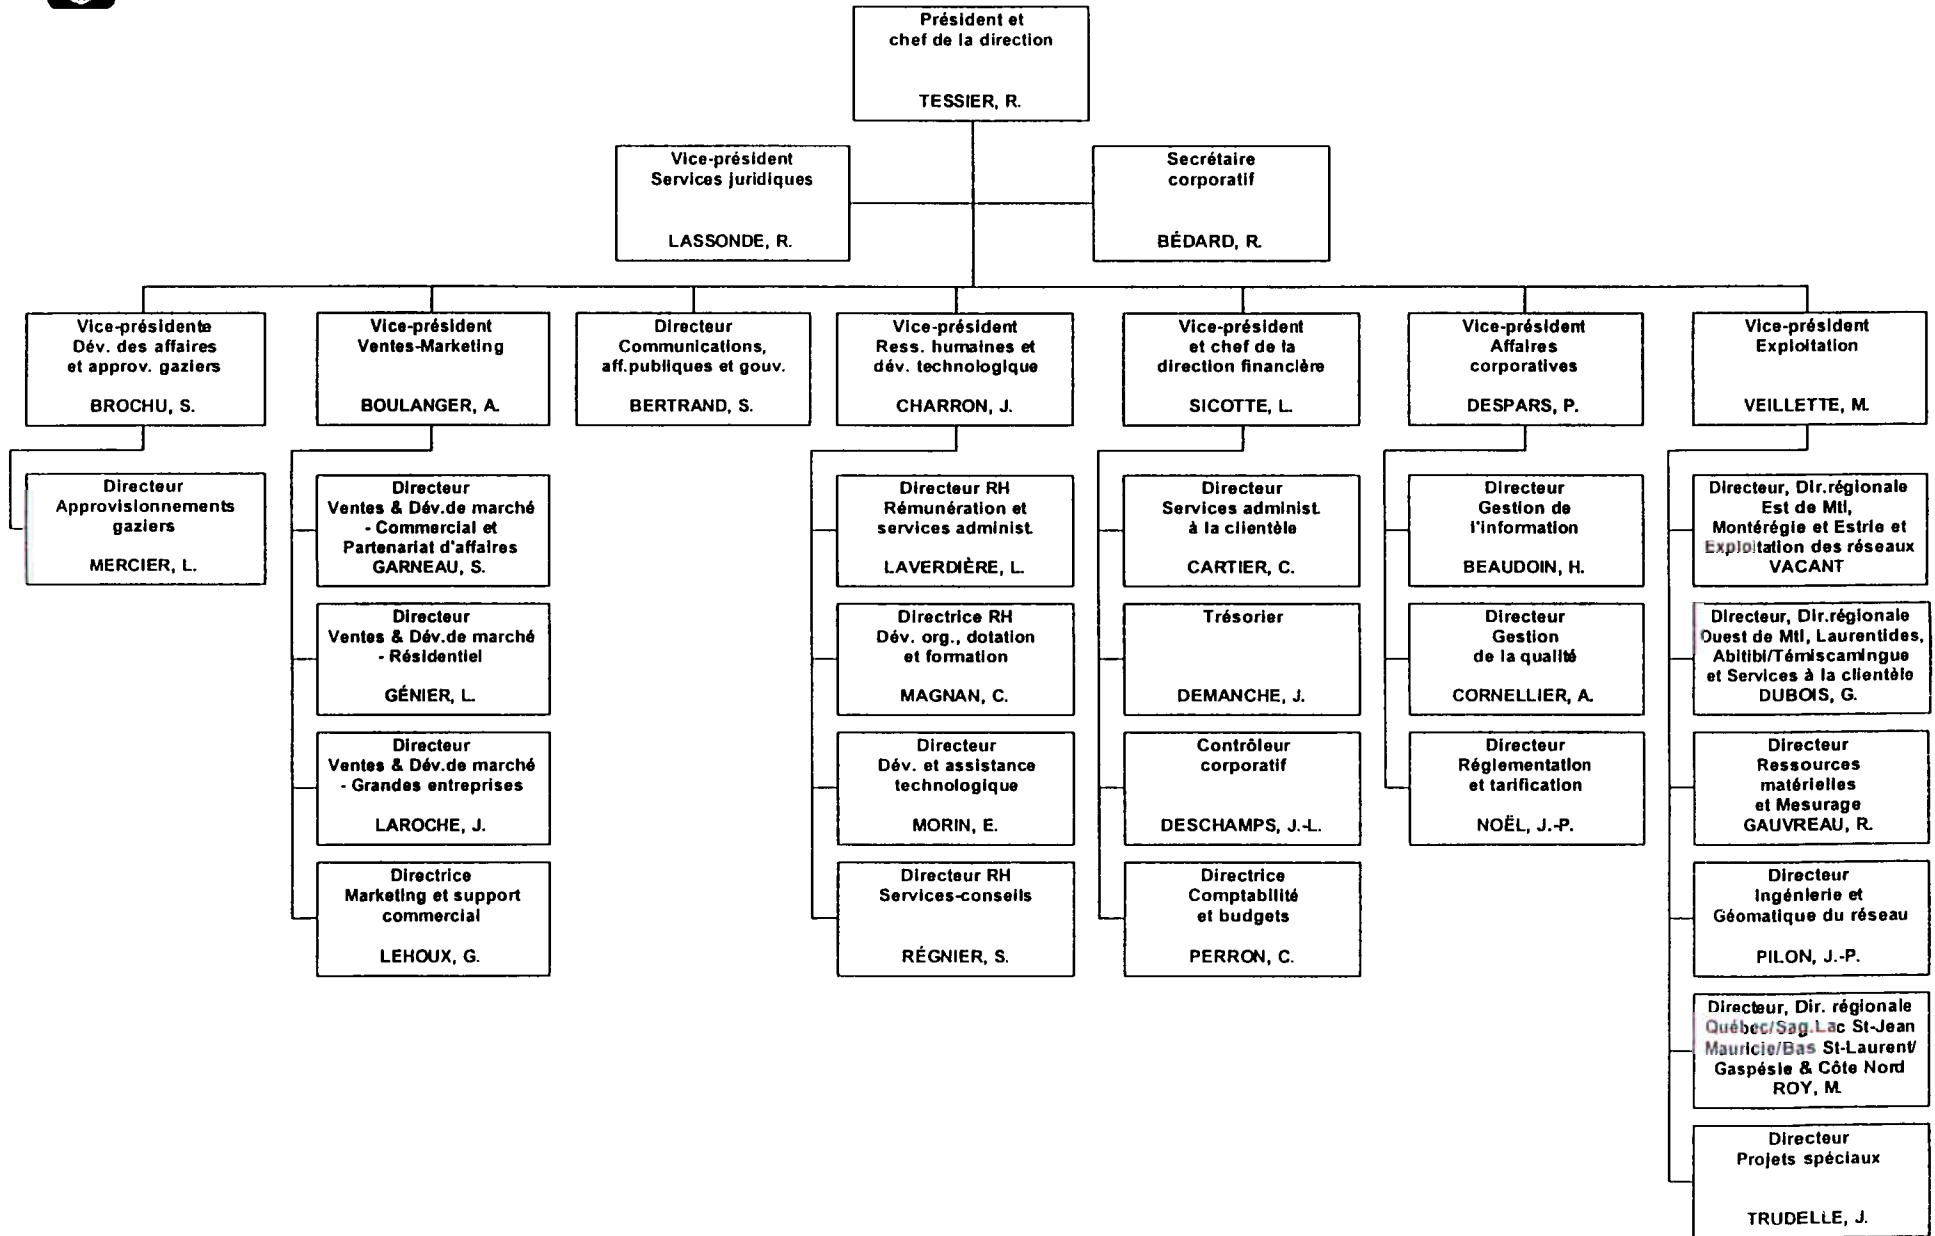 Président et
chef de la direction
TESSIER, R.
Vice-président
Services juridiques
LASSONDE, R.
Secrétaire
corporatif
BÉDARD, R.
Vice-présidente
Dév. des affaires
et approv. gaziers
BROCHU, S.
Vice-président
Ventes-Marketing
BOULANGER, A.
Directeur
Communications,
aff.publiques et gouv.
BERTRAND, S.
Vice-président
Ress. humaines et
dév. technologique
CHARRON, J.
Vice-président
et chef de la
direction financière
SICOTTE, L.
Vice-président
Affaires
corporatives
DESPARS, P.
Vice-président
Exploitation
VEILLETTE, M.
Directeur
Approvisionnements
gaziers
MERCIER, L.
Directeur
Ventes & Dév.de marché
- Commercial et
Partenariat d'affaires
GARNEAU, S.
Directeur
Ventes & Dév.de marché
- Résidentiel
GÉNIER, L.
Directeur
Ventes & Dév.de marché
- Grandes entreprises
LAROCHE, J.
Directrice
Marketing et support
commercial
LEHOUX, G.
Directeur RH
Rémunération et
services administ.
LAVERDIÈRE, L.
Directrice RH
Dév. org., dotation
et formation
MAGNAN, C.
Directeur
Dév. et assistance
technologique
MORIN, E.
Directeur RH
Services-conseils
RÉGNIER, S.
Directeur
Services administ.
à la clientèle
CARTIER, C.
Trésorier
DEMANCHE, J.
Contrôleur
corporatif
DESCHAMPS, J.-L.
Directrice
Comptabilité
et budgets
PERRON, C.
Directeur
Gestion de
l'information
BEAUDOIN, H.
Directeur
Gestion
de la qualité
CORNELLIER, A.
Directeur
Réglementation
et tarification
NOËL, J.-P.
Directeur, Dir.régionale
Est de Mtl,
Montérégie et Estrie et
Exploitation des réseaux
VACANT
Directeur, Dir.régionale
Ouest de Mtl, Laurentides,
Abitibi/Témiscamingue
et Services à la clientèle
DUBOIS, G.
Directeur
Ressources
matérielles
et Mesurage
GAUVREAU, R.
Directeur
Ingénierie et
Géomatique du réseau
PILON, J.-P.
Directeur, Dir. régionale
Québec/Sag.Lac St-Jean
Mauricie/Bas St-Laurent/
Gaspésie & Côte Nord
ROY, M.
Directeur
Projets spéciaux
TRUDELLE, J.